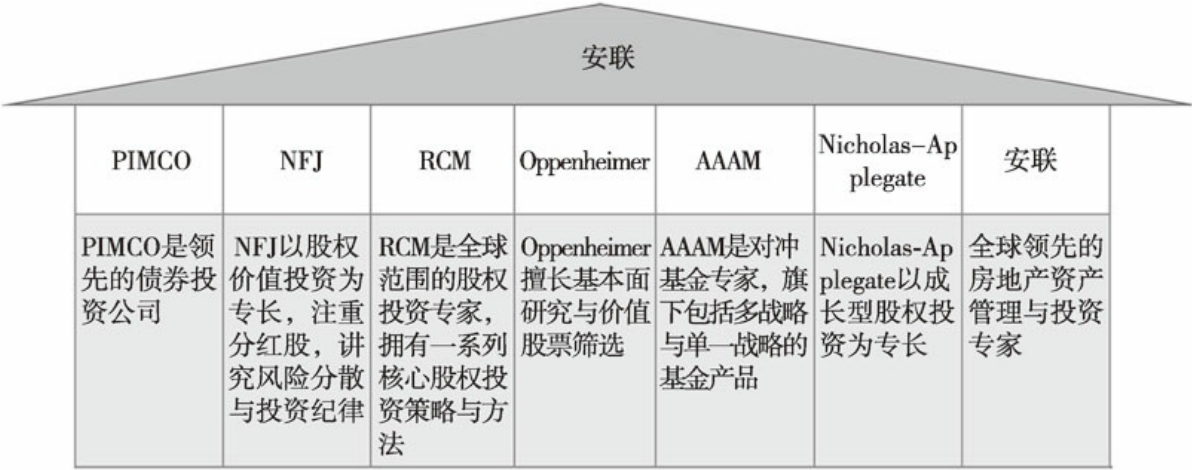 安联
PIMCO
NFJ
RCM
Oppenheimer
AAAM
Nicholas–Ap
plegate
安联
PIMCO是领
先的债券投
资公司
NFJ以股权
价值投资为
专长，注重
分红股，讲
究风险分散
与投资纪律
RCM是全球
范围的股权
投资专家，
拥有一系列
核心股权投
资策略与方
法
Oppenheimer
擅长基本面
研究与价值
股票筛选
AAAM是对冲
基金专家，旗
下包括多战略
与单一战略的
基金产品
Nicholas-Ap
plegate以成
长型股权投
资为专长
全球领先的
房地产资产
管理与投资
专家